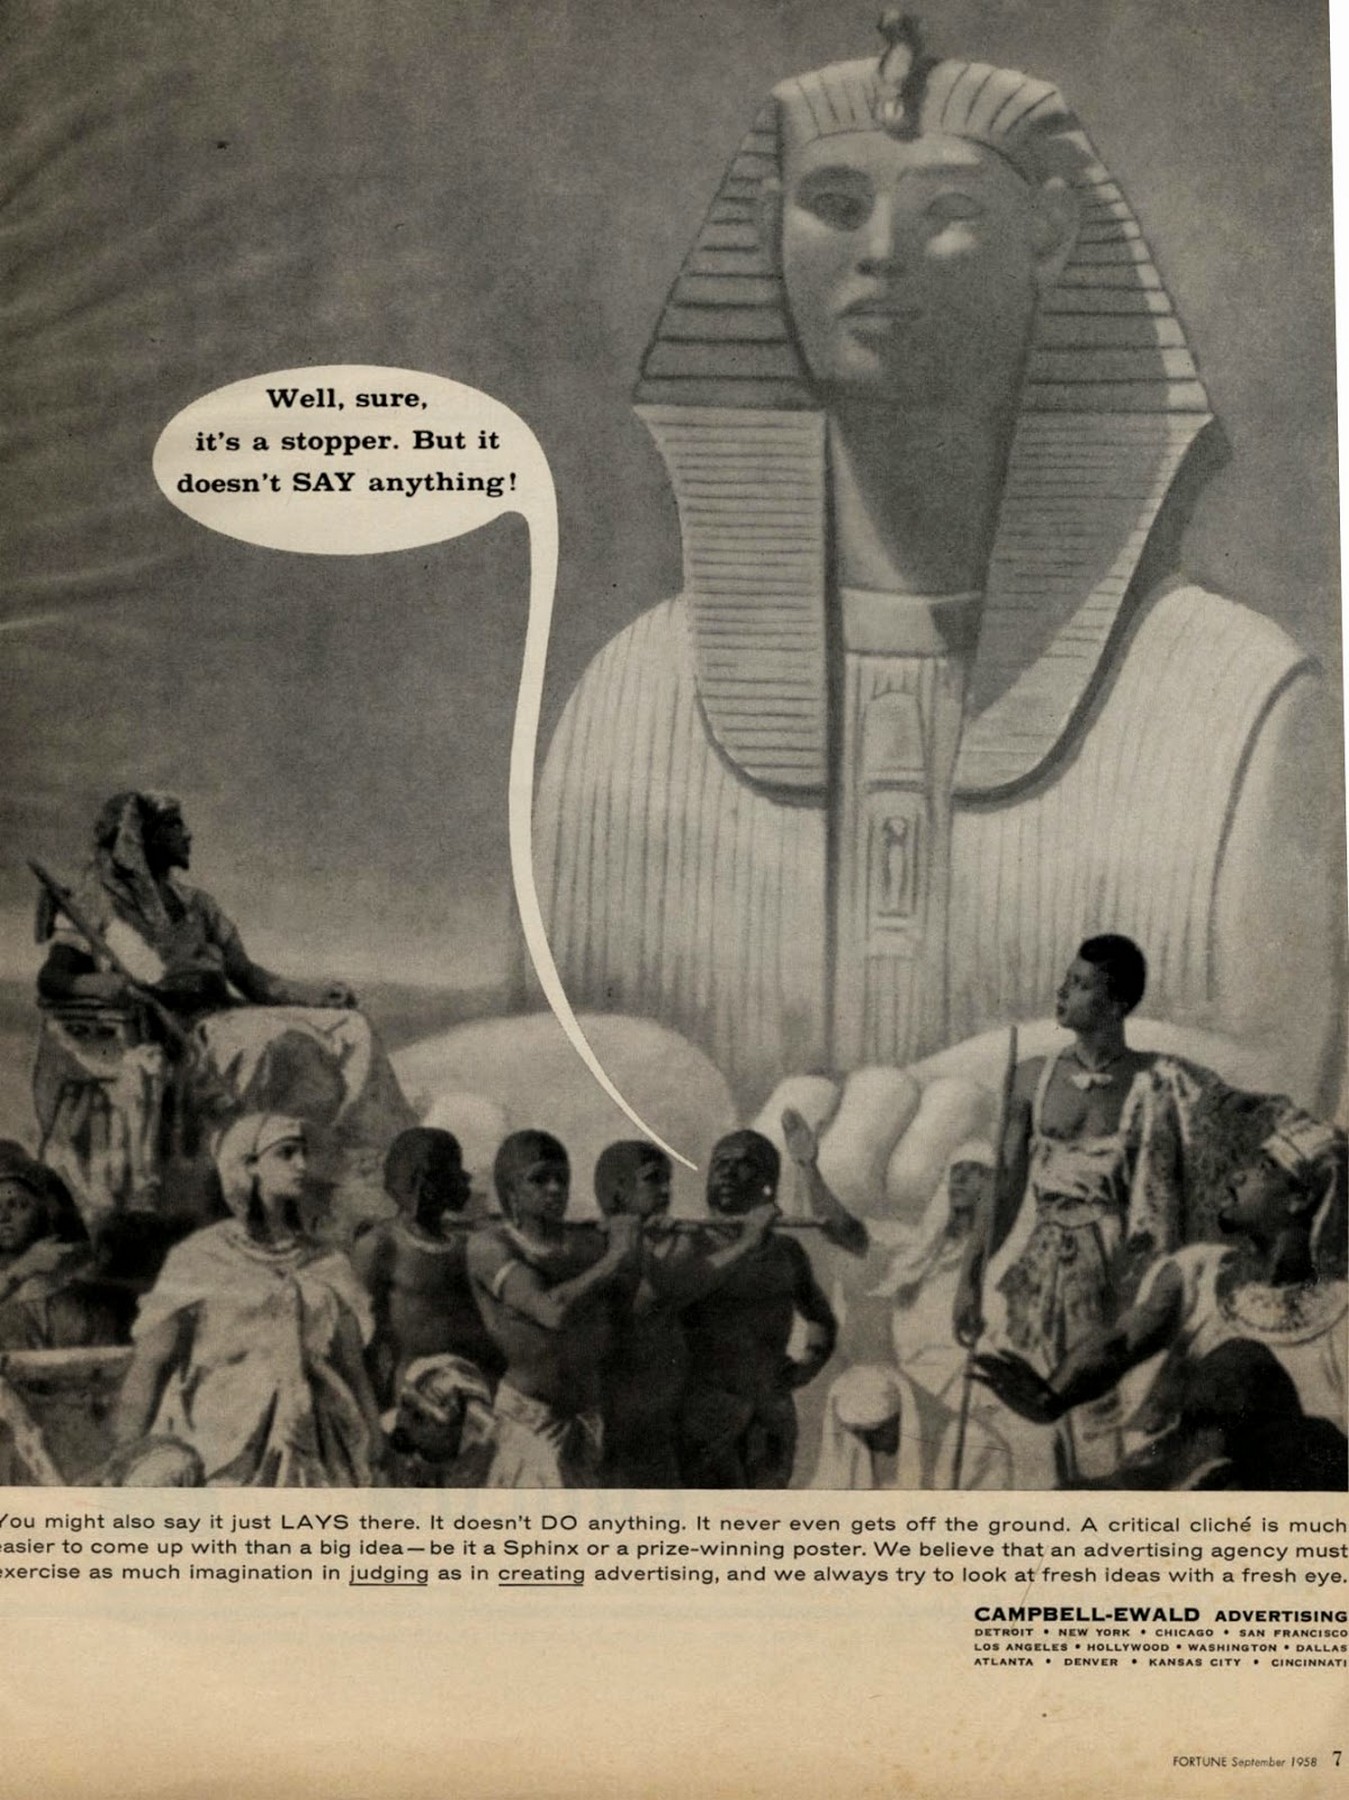 Well, sure,
it's a stopper. But it
doesn't SAY anything!
You might also say it just LAYS there. It doesn't DO anything. It never even gets off the ground. A critical cliché is much
easier to come up with than a big idea—be it a Sphinx or a prize-winning poster. We believe that an advertising agency must
exercise as much imagination in judging as in creating advertising, and we always try to look at fresh ideas with a fresh eye.
CAMPBELL-EWALD ADVERTISING
DETROIT • NEW YORK • CHICAGO • SAN FRANCISCO
LOS ANGELES • HOLLYWOOD • WASHINGTON • DALLAS
ATLANTA • DENVER • KANSAS CITY • CINCINNATI
FORTUNE September 1958 7